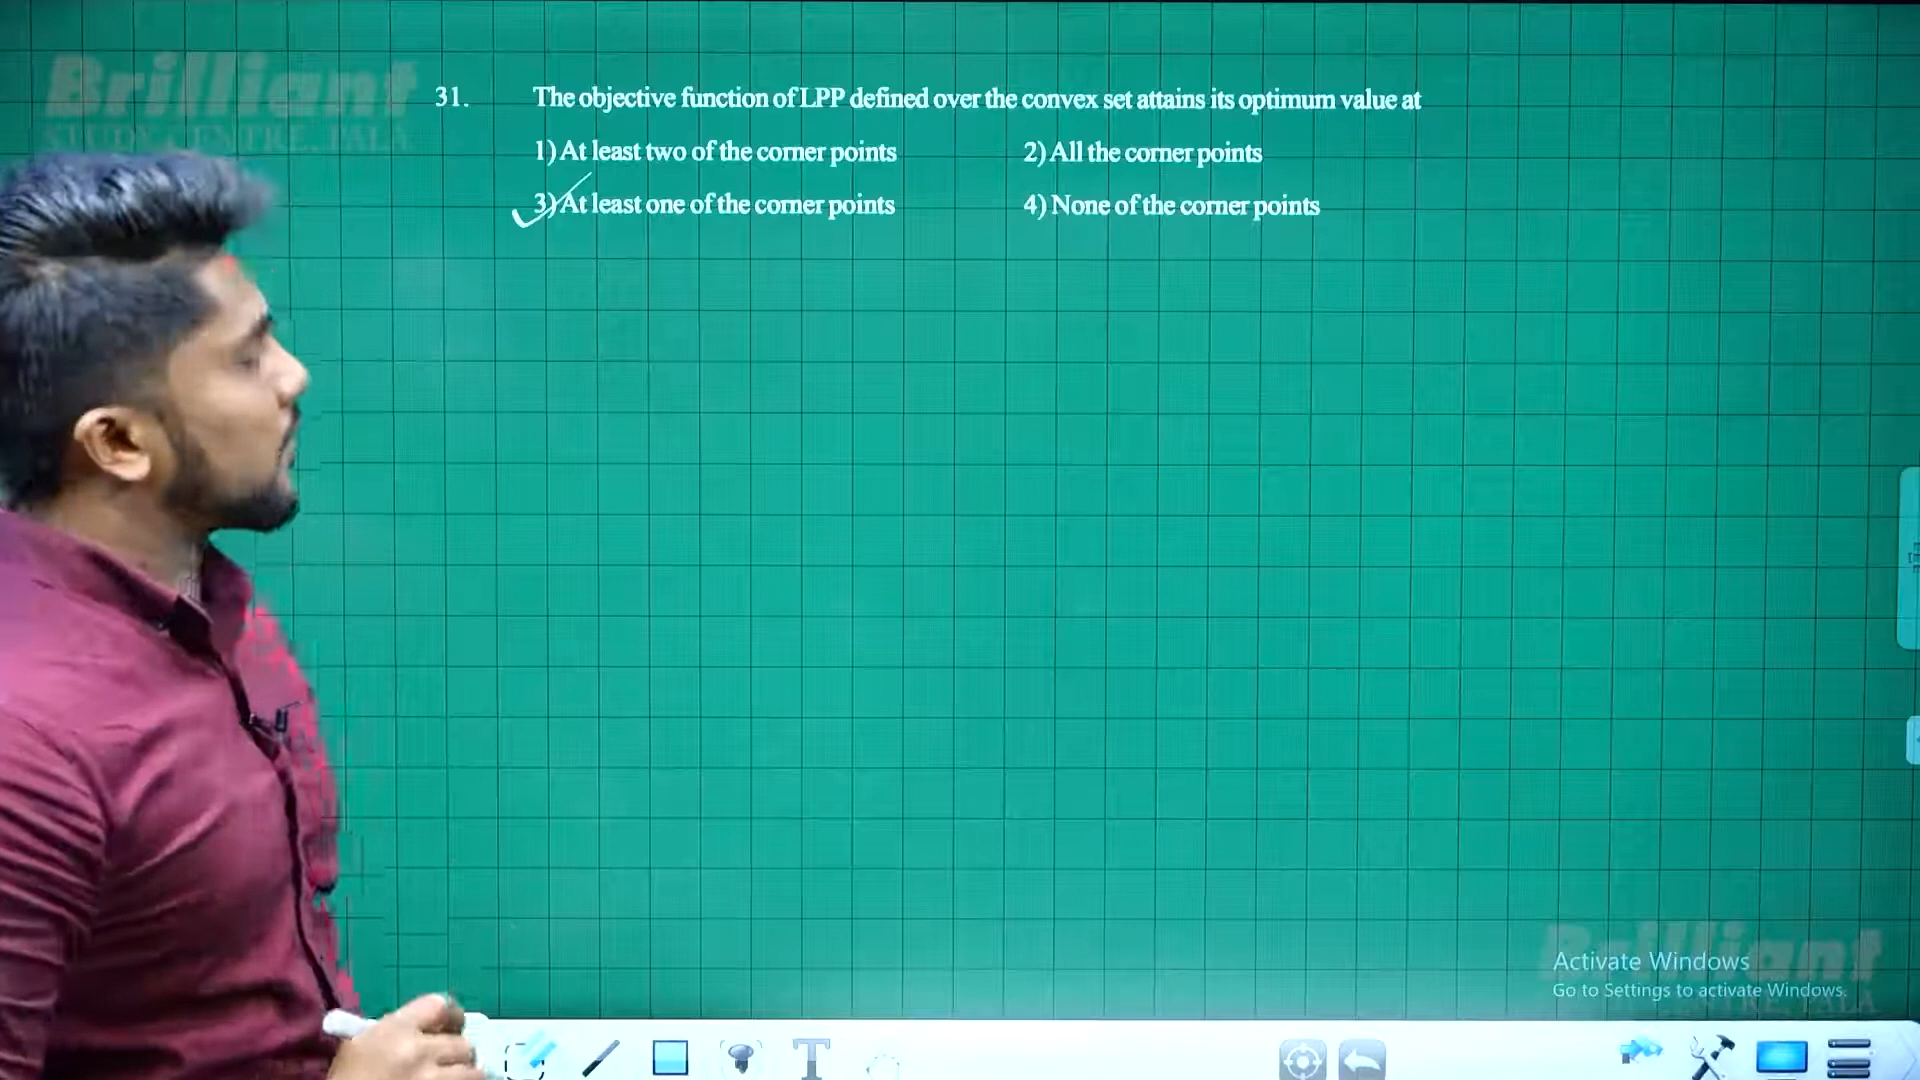 Brilliant
STUDY CENTRE, PALA
31. The objective function of LPP defined over the convex set attains its optimum value at
1) At least two of the corner points 2) All the corner points
3) At least one of the corner points 4) None of the corner points
Brilliant
Activate Windows
Go to Settings to activate Windows.
T